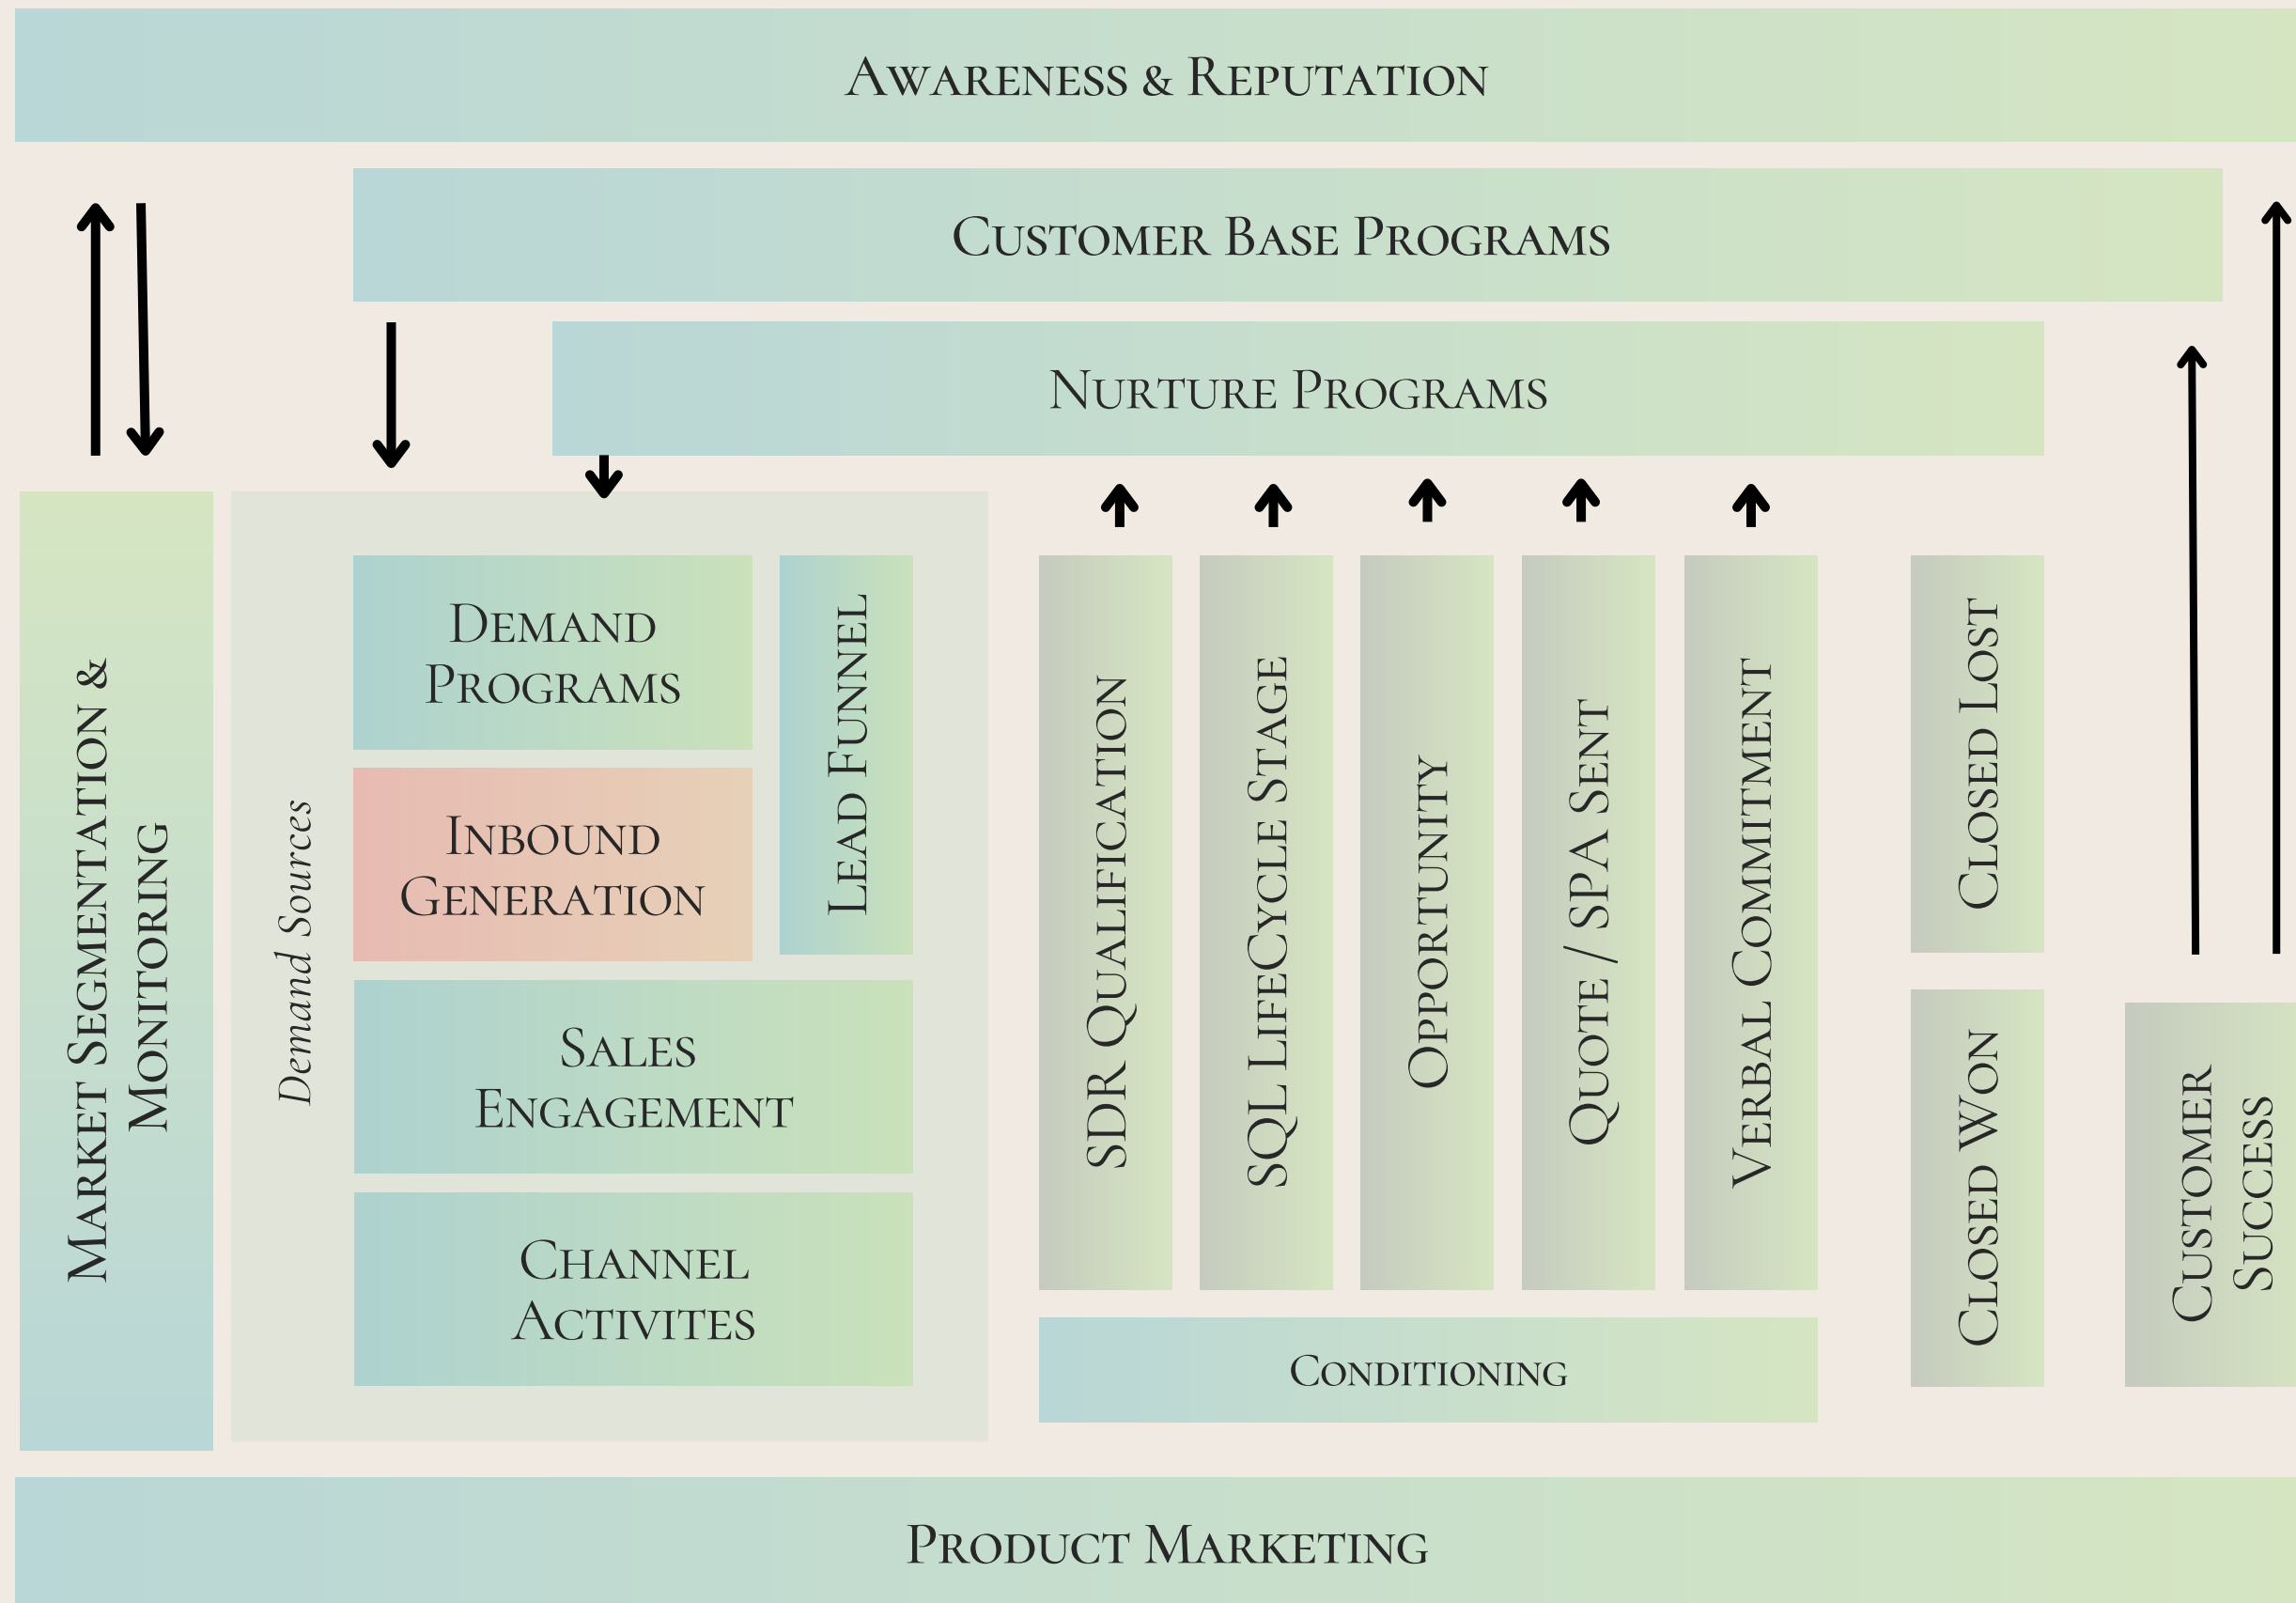 Awareness & Reputation
Customer Base Programs
Nurture Programs
Market Segmentation &
Monitoring
Demand Sources
Demand
Programs
Inbound
Generation
Lead Funnel
Sales
Engagement
Channel
Activites
SDR Qualification
SQL LifeCycle Stage
Opportunity
Quote / SPA Sent
Verbal Commitment
Conditioning
Closed Lost
Closed Won
Customer
Success
Product Marketing